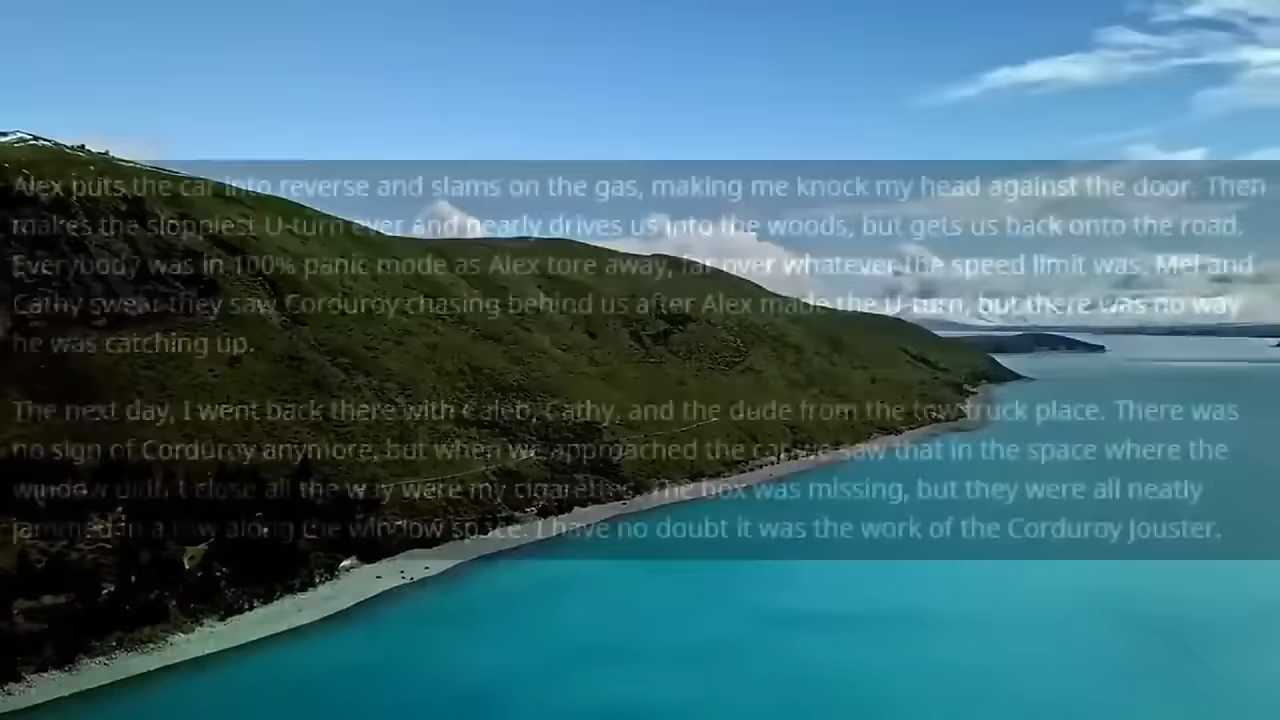 Alex puts the car into reverse and slams on the gas, making me knock my head against the door. Then
makes the sloppiest U-turn ever and nearly drives us into the woods, but gets us back onto the road.
Everybody was in 100% panic mode as Alex tore away, far over whatever the speed limit was. Mel and
Cathy swear they saw Corduroy chasing behind us after Alex made the U-turn, but there was no way
he was catching up.
The next day, I went back there with Caleb, Cathy, and the dude from the tow truck place. There was
no sign of Corduroy anymore, but when we approached the car, we saw that in the space where the
window didn't close all the way were my cigarettes. The box was missing, but they were all neatly
jammed in a row along the window space. I have no doubt it was the work of the Corduroy Jouster.